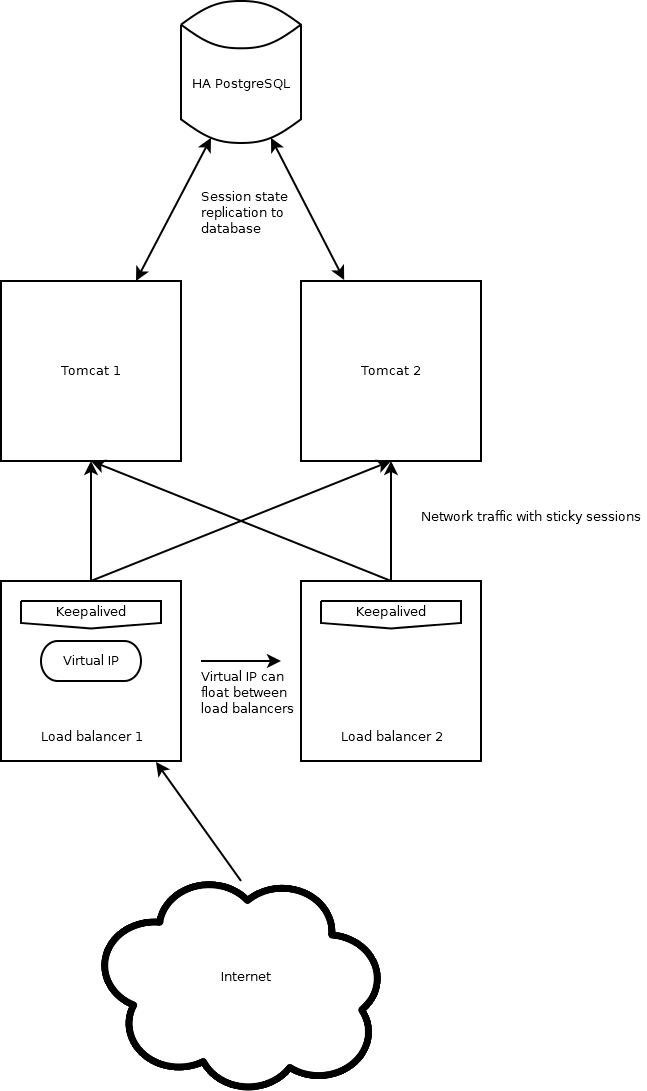 HA PostgreSQL
Session state
replication to
database
Tomcat 1
Tomcat 2
Network traffic with sticky sessions
Keepalived
Keepalived
Virtual IP
Virtual IP can
float between
load balancers
Load balancer 1
Load balancer 2
Internet